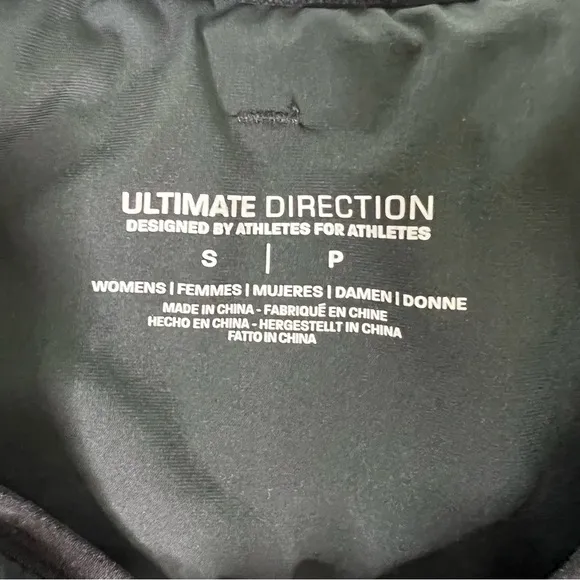 ULTIMATE DIRECTION
DESIGNED BY ATHLETES FOR ATHLETES
S | P
WOMENS | FEMMES | MUJERES | DAMEN | DONNE
MADE IN CHINA - FABRIQUÉ EN CHINE
HECHO EN CHINA - HERGESTELLT IN CHINA
FATTO IN CHINA